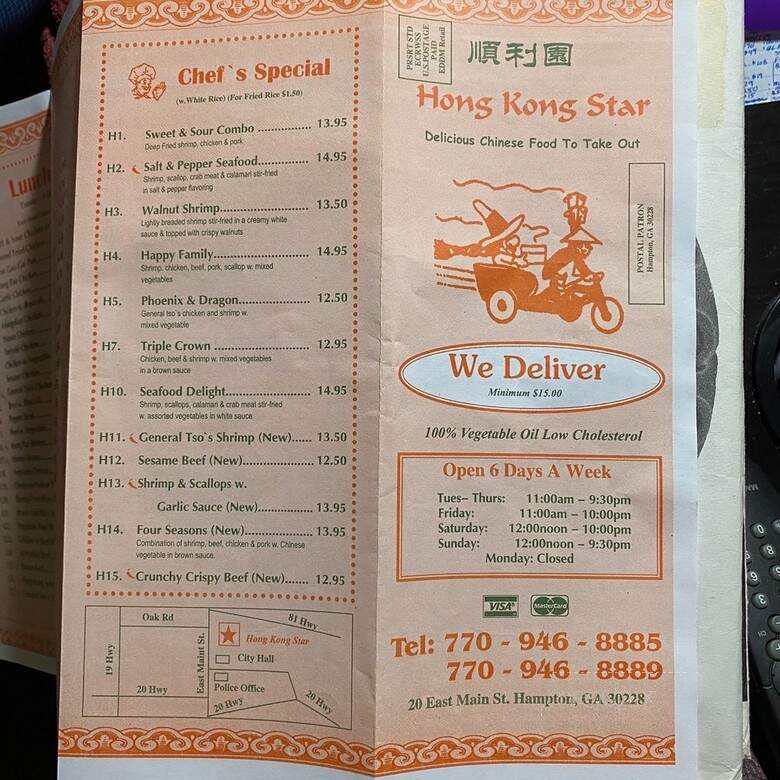 Chef`s Special
(w.White Rice) (For Fried Rice $1.50)
H1. Sweet & Sour Combo .............. 13.95
Deep Fried shrimp, chicken & pork
H2. Salt & Pepper Seafood............... 14.95
Shrimp, scallop, crab meat & calamari stir-fried
in salt & pepper flavoring
H3. Walnut Shrimp......................... 13.50
Lightly breaded shrimp stir-fried in a creamy white
sauce & topped with crispy walnuts
H4. Happy Family........................... 14.95
Shrimp, chicken, beef, pork, scallop w. mixed
vegetables
H5. Phoenix & Dragon.................... 12.50
General tso`s chicken and shrimp w.
mixed vegetable
H7. Triple Crown ........................... 12.95
Chicken, beef & shrimp w. mixed vegetables
in a brown sauce
H10. Seafood Delight........................ 14.95
Shrimp, scallops, calamari & crab meat stir-fried
w. assorted vegetables in white sauce
H11. General Tso`s Shrimp (New)...... 13.50
H12. Sesame Beef (New)................... 12.50
H13. Shrimp & Scallops w.
Garlic Sauce (New).................... 13.95
H14. Four Seasons (New)................... 13.95
Combination of shrimp, beef, chicken & pork w. Chinese
vegetable in brown sauce.
H15. Crunchy Crispy Beef (New)....... 12.95
Oak Rd
81 Hwy
19 Hwy
East Maint St.
Hong Kong Star
City Hall
Police Office
20 Hwy
20 Hwy
20 Hwy
PRSRT STD
ECRWSS
U.S.POSTAGE
PAID
EDDM Retail
順利園
Hong Kong Star
Delicious Chinese Food To Take Out
POSTAL PATRON
Hampton, GA 30228
We Deliver
Minimum $15.00
100% Vegetable Oil Low Cholesterol
Open 6 Days A Week
Tues– Thurs: 11:00am – 9:30pm
Friday: 11:00am – 10:00pm
Saturday: 12:00noon – 10:00pm
Sunday: 12:00noon – 9:30pm
Monday: Closed
VISA MasterCard
Tel: 770 - 946 - 8885
770 - 946 - 8889
20 East Main St. Hampton, GA 30228